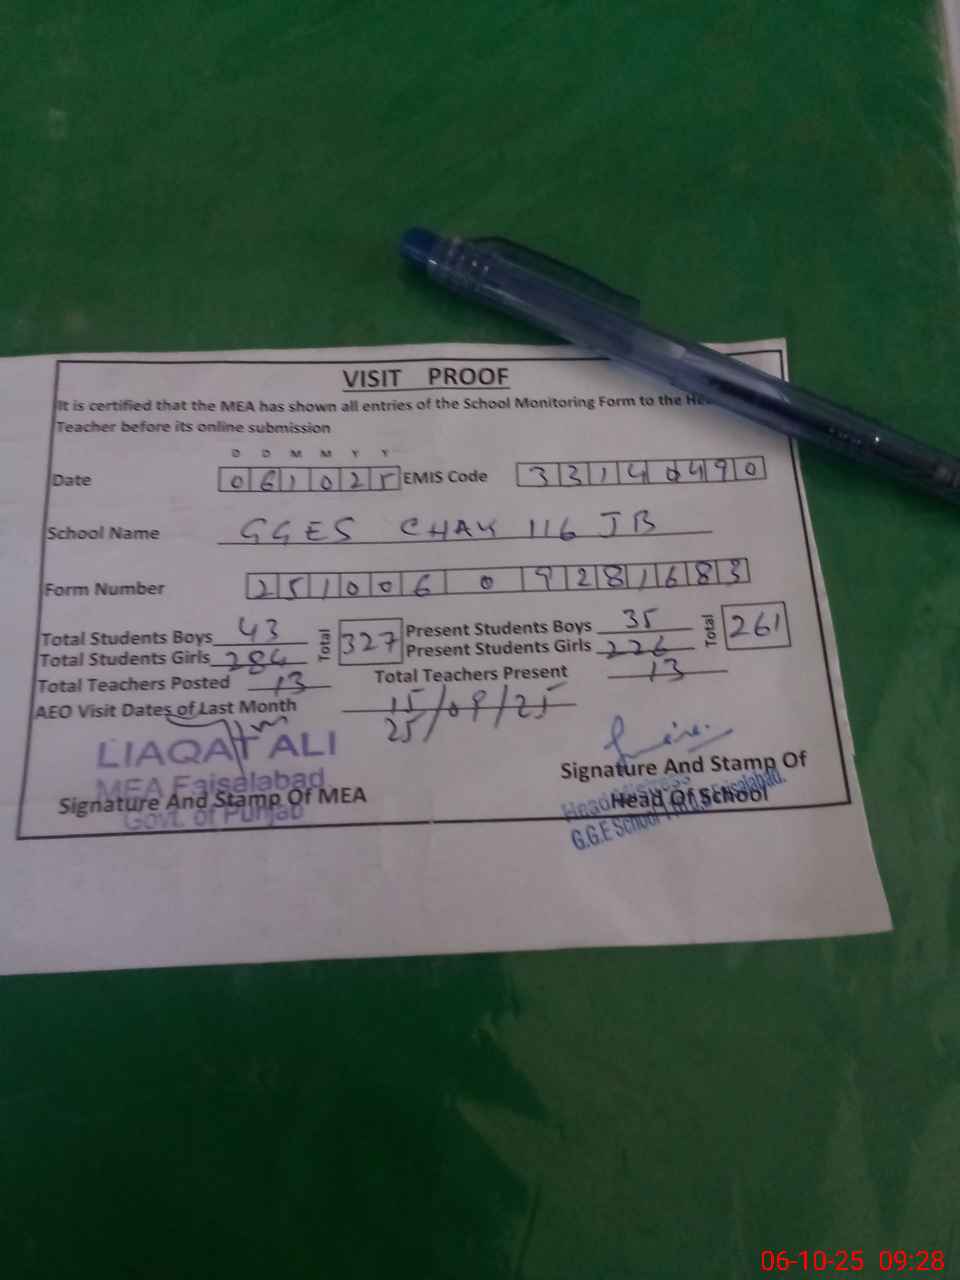 VISIT PROOF
It is certified that the MEA has shown all entries of the School Monitoring Form to the
Teacher before its online submission
D D M M Y Y
Date 0 6 1 0 2 5 EMIS Code 3 3 1 4 0 4 9 0
School Name GGES CHAK 116 JB
Form Number 2 5 1 0 0 6 0 9 2 8 1 6 8 3
Total Students Boys 43 Total 327 Present Students Boys 35 Total 261
Total Students Girls 284 Present Students Girls 226
Total Teachers Posted 13 Total Teachers Present 13
AEO Visit Dates of Last Month 15/09/25
25
LIAQAT ALI
MEA Faisalabad
Govt. of Punjab
Signature And Stamp Of MEA
Signature And Stamp Of
Head Of School
Headmistress
G.G.E School Faisalabad.
06-10-25 09:28